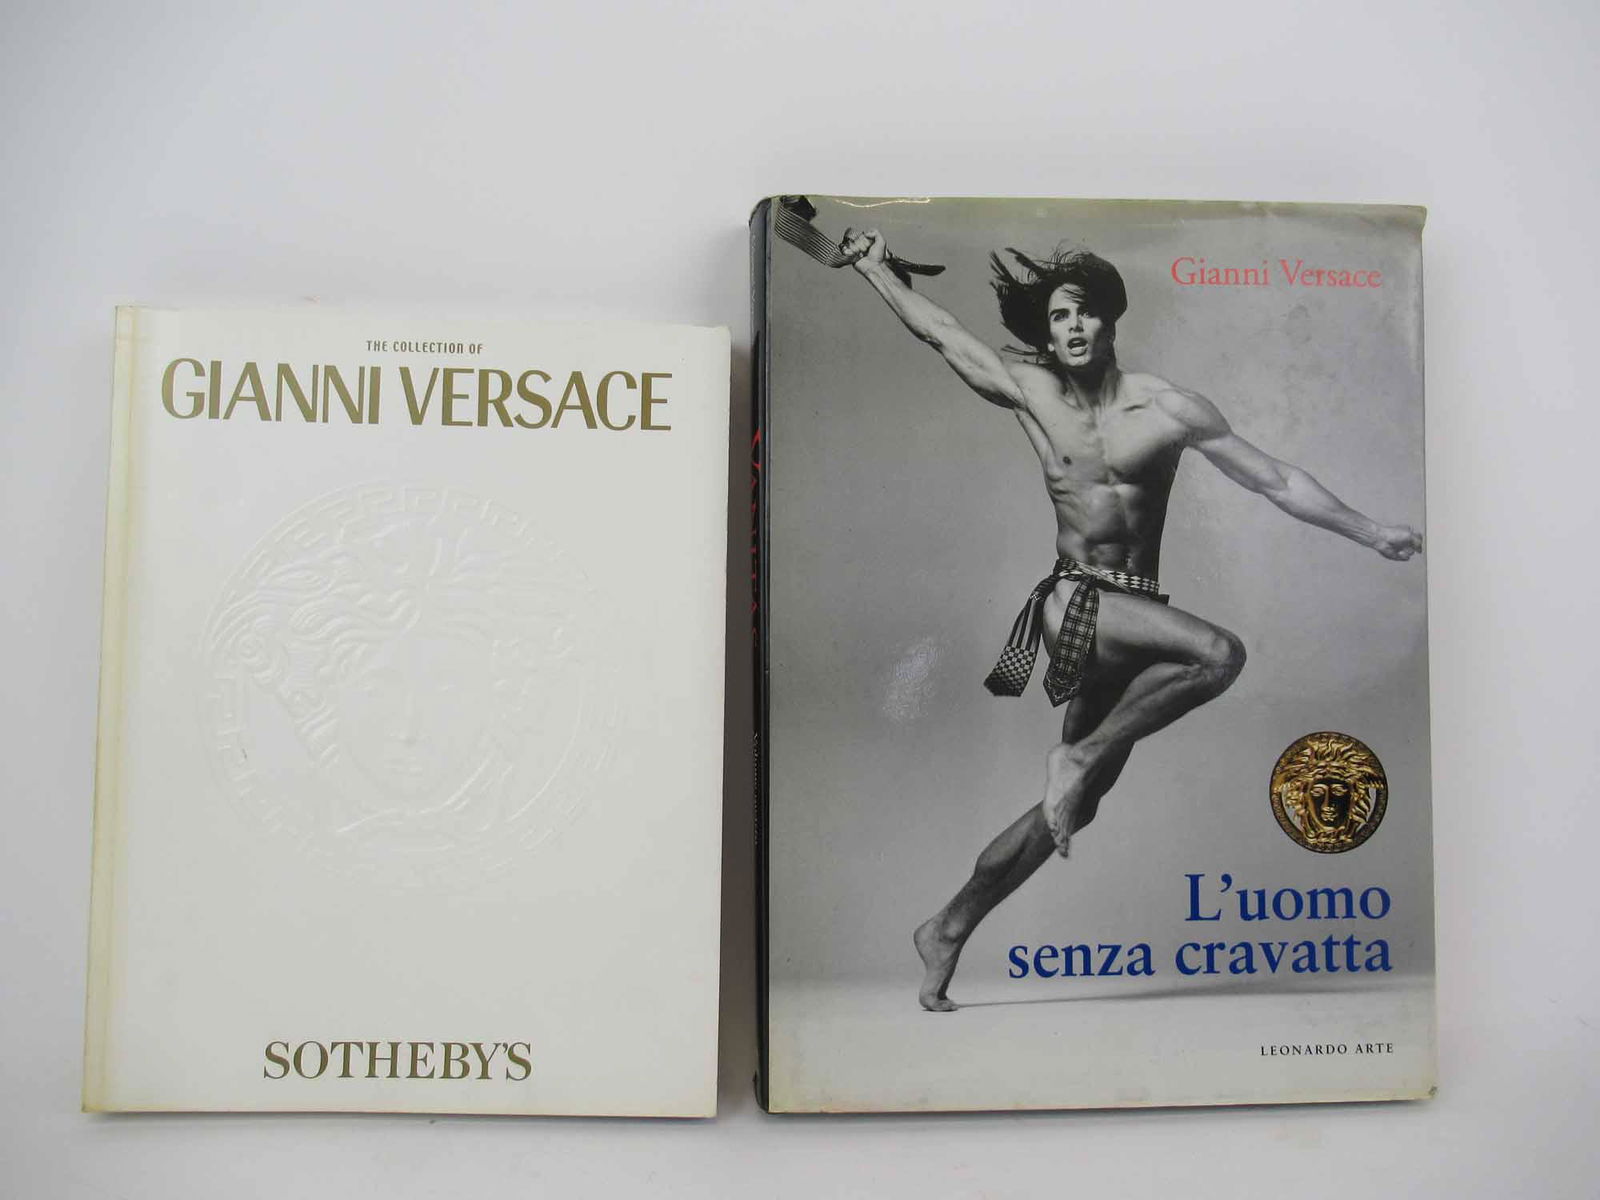 THE COLLECTION OF
GIANNI VERSACE
SOTHEBY'S
Gianni Versace
L'uomo
senza cravatta
LEONARDO ARTE